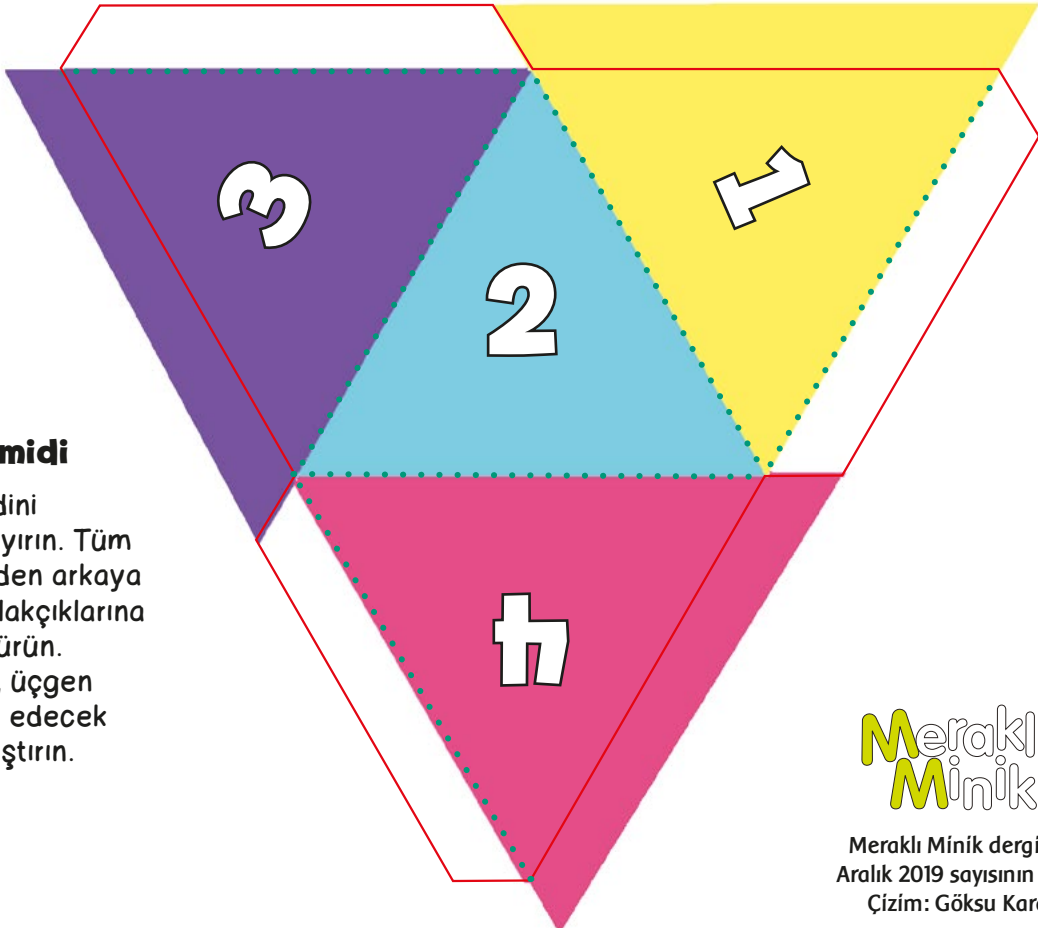 3
1
2
4
midi
dini
yırın. Tüm
den arkaya
lakçıklarına
ürün.
üçgen
edecek
ştırın.
Merakl
Minik
Meraklı Minik dergi
Aralık 2019 sayısının
Çizim: Göksu Kar